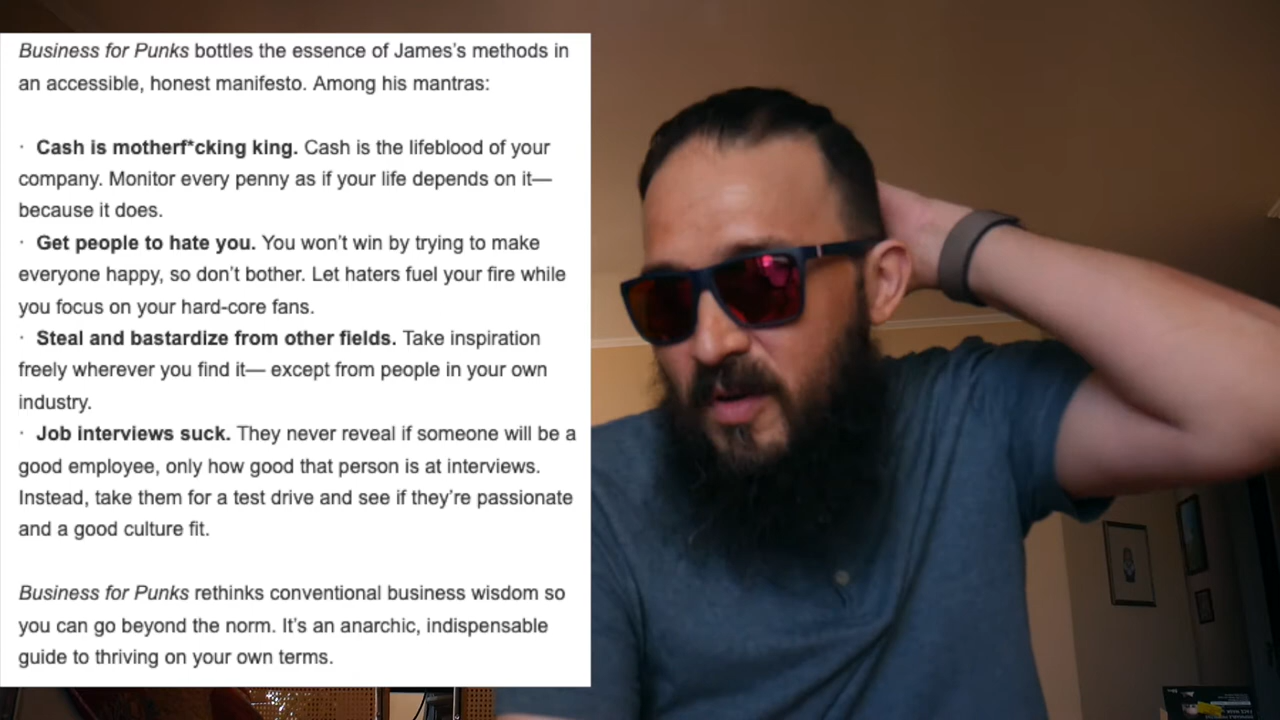 Business for Punks bottles the essence of James's methods in
an accessible, honest manifesto. Among his mantras:
· Cash is motherf*cking king. Cash is the lifeblood of your
company. Monitor every penny as if your life depends on it—
because it does.
· Get people to hate you. You won't win by trying to make
everyone happy, so don't bother. Let haters fuel your fire while
you focus on your hard-core fans.
· Steal and bastardize from other fields. Take inspiration
freely wherever you find it— except from people in your own
industry.
· Job interviews suck. They never reveal if someone will be a
good employee, only how good that person is at interviews.
Instead, take them for a test drive and see if they're passionate
and a good culture fit.
Business for Punks rethinks conventional business wisdom so
you can go beyond the norm. It's an anarchic, indispensable
guide to thriving on your own terms.